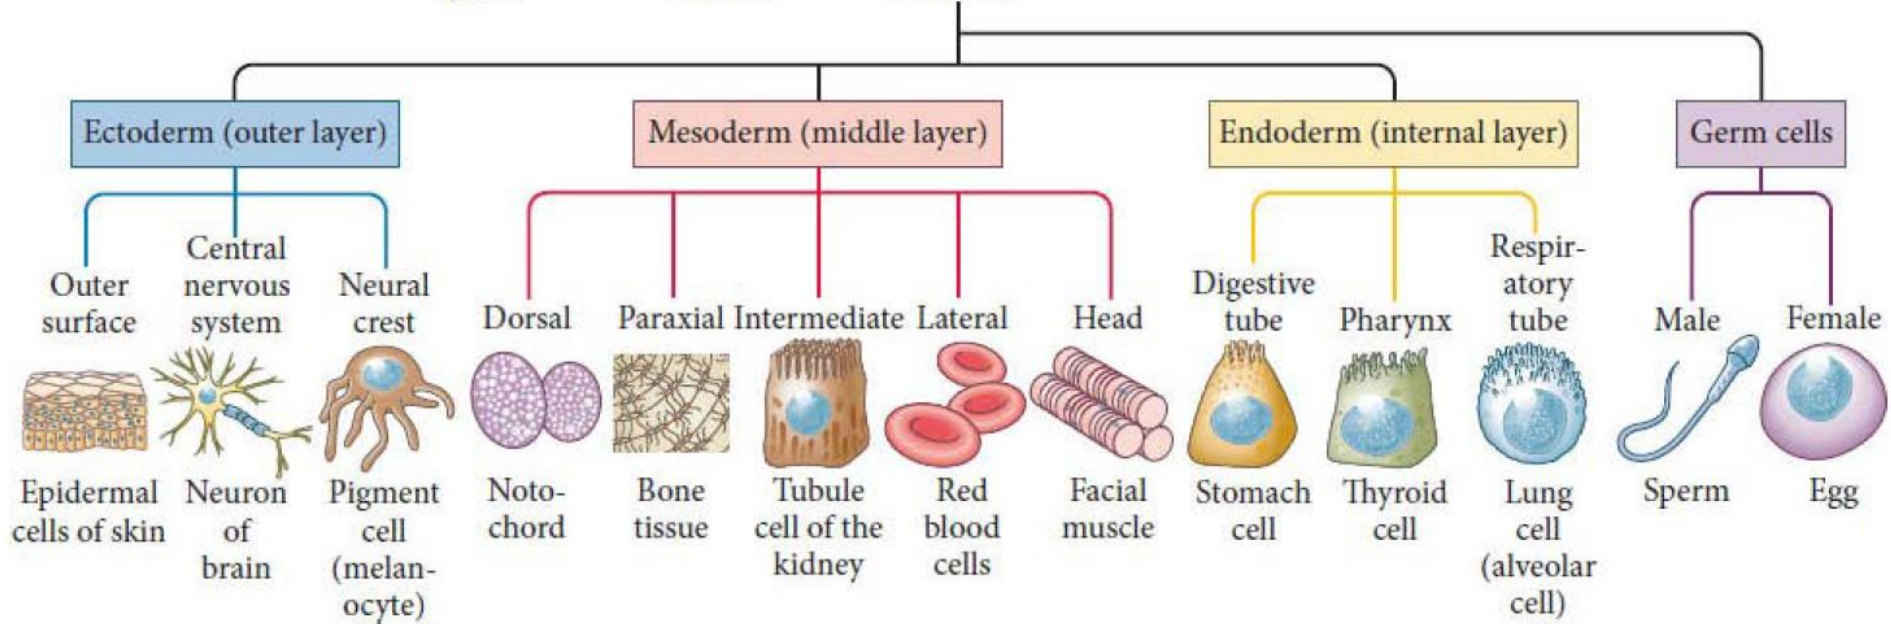 Ectoderm (outer layer)
Mesoderm (middle layer)
Endoderm (internal layer)
Germ cells
Outer
surface
Central
nervous
system
Neural
crest
Dorsal
Paraxial
Intermediate
Lateral
Head
Digestive
tube
Pharynx
Respir-
atory
tube
Male
Female
Epidermal
cells of skin
Neuron
of
brain
Pigment
cell
(melan-
ocyte)
Noto-
chord
Bone
tissue
Tubule
cell of the
kidney
Red
blood
cells
Facial
muscle
Stomach
cell
Thyroid
cell
Lung
cell
(alveolar
cell)
Sperm
Egg